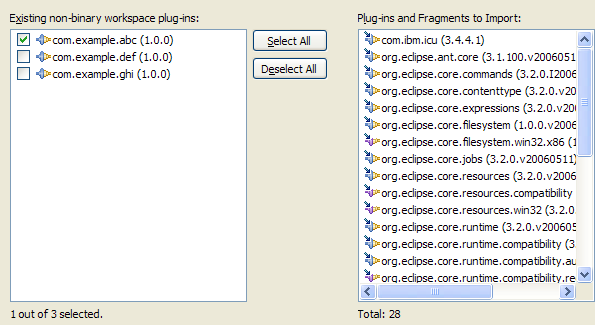 Existing non-binary workspace plug-ins:
com.example.abc (1.0.0)
com.example.def (1.0.0)
com.example.ghi (1.0.0)
1 out of 3 selected.
Select All
Deselect All
Plug-ins and Fragments to Import:
com.ibm.icu (3.4.4.1)
org.eclipse.ant.core (3.1.100.v2006051
org.eclipse.core.commands (3.2.0.I2006
org.eclipse.core.contenttype (3.2.0.v20
org.eclipse.core.expressions (3.2.0.v20
org.eclipse.core.filesystem (1.0.0.v2006
org.eclipse.core.filesystem.win32.x86 (1
org.eclipse.core.jobs (3.2.0.v20060511)
org.eclipse.core.resources (3.2.0.v2006
org.eclipse.core.resources.compatibility
org.eclipse.core.resources.win32 (3.2.0
org.eclipse.core.runtime (3.2.0.v200605
org.eclipse.core.runtime.compatibility (3.
org.eclipse.core.runtime.compatibility.au
org.eclipse.core.runtime.compatibility.re
Total: 28